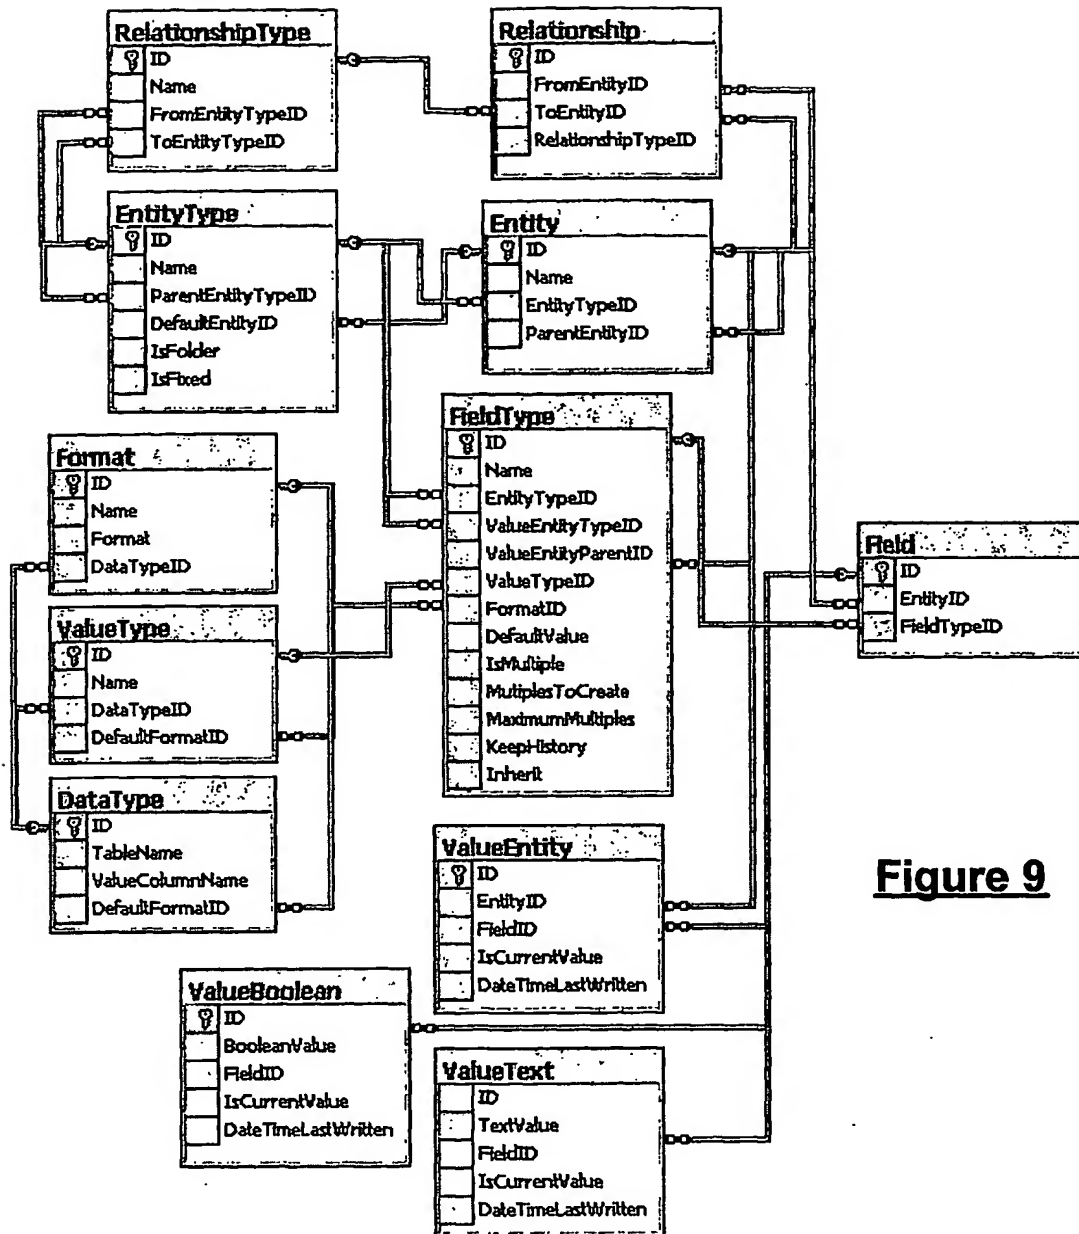 RelationshipType
ID
Name
FromEntityTypeID
ToEntityTypeID
Relationship
ID
FromEntityID
ToEntityID
RelationshipTypeID
EntityType
ID
Name
ParentEntityTypeID
DefaultEntityID
IsFolder
IsFixed
Entity
ID
Name
EntityTypeID
ParentEntityID
FieldType
ID
Name
EntityTypeID
ValueEntityTypeID
ValueEntityParentID
ValueTypeID
FormatID
DefaultValue
IsMultiple
MutiplesToCreate
MaximumMultiples
KeepHistory
Inherit
Format
ID
Name
Format
DataTypeID
ValueType
ID
Name
DataTypeID
DefaultFormatID
DataType
ID
TableName
ValueColumnName
DefaultFormatID
Field
ID
EntityID
FieldTypeID
ValueEntity
ID
EntityID
FieldID
IsCurrentValue
DateTimeLastWritten
Figure 9
ValueBoolean
ID
BooleanValue
FieldID
IsCurrentValue
DateTimeLastWritten
ValueText
ID
TextValue
FieldID
IsCurrentValue
DateTimeLastWritten